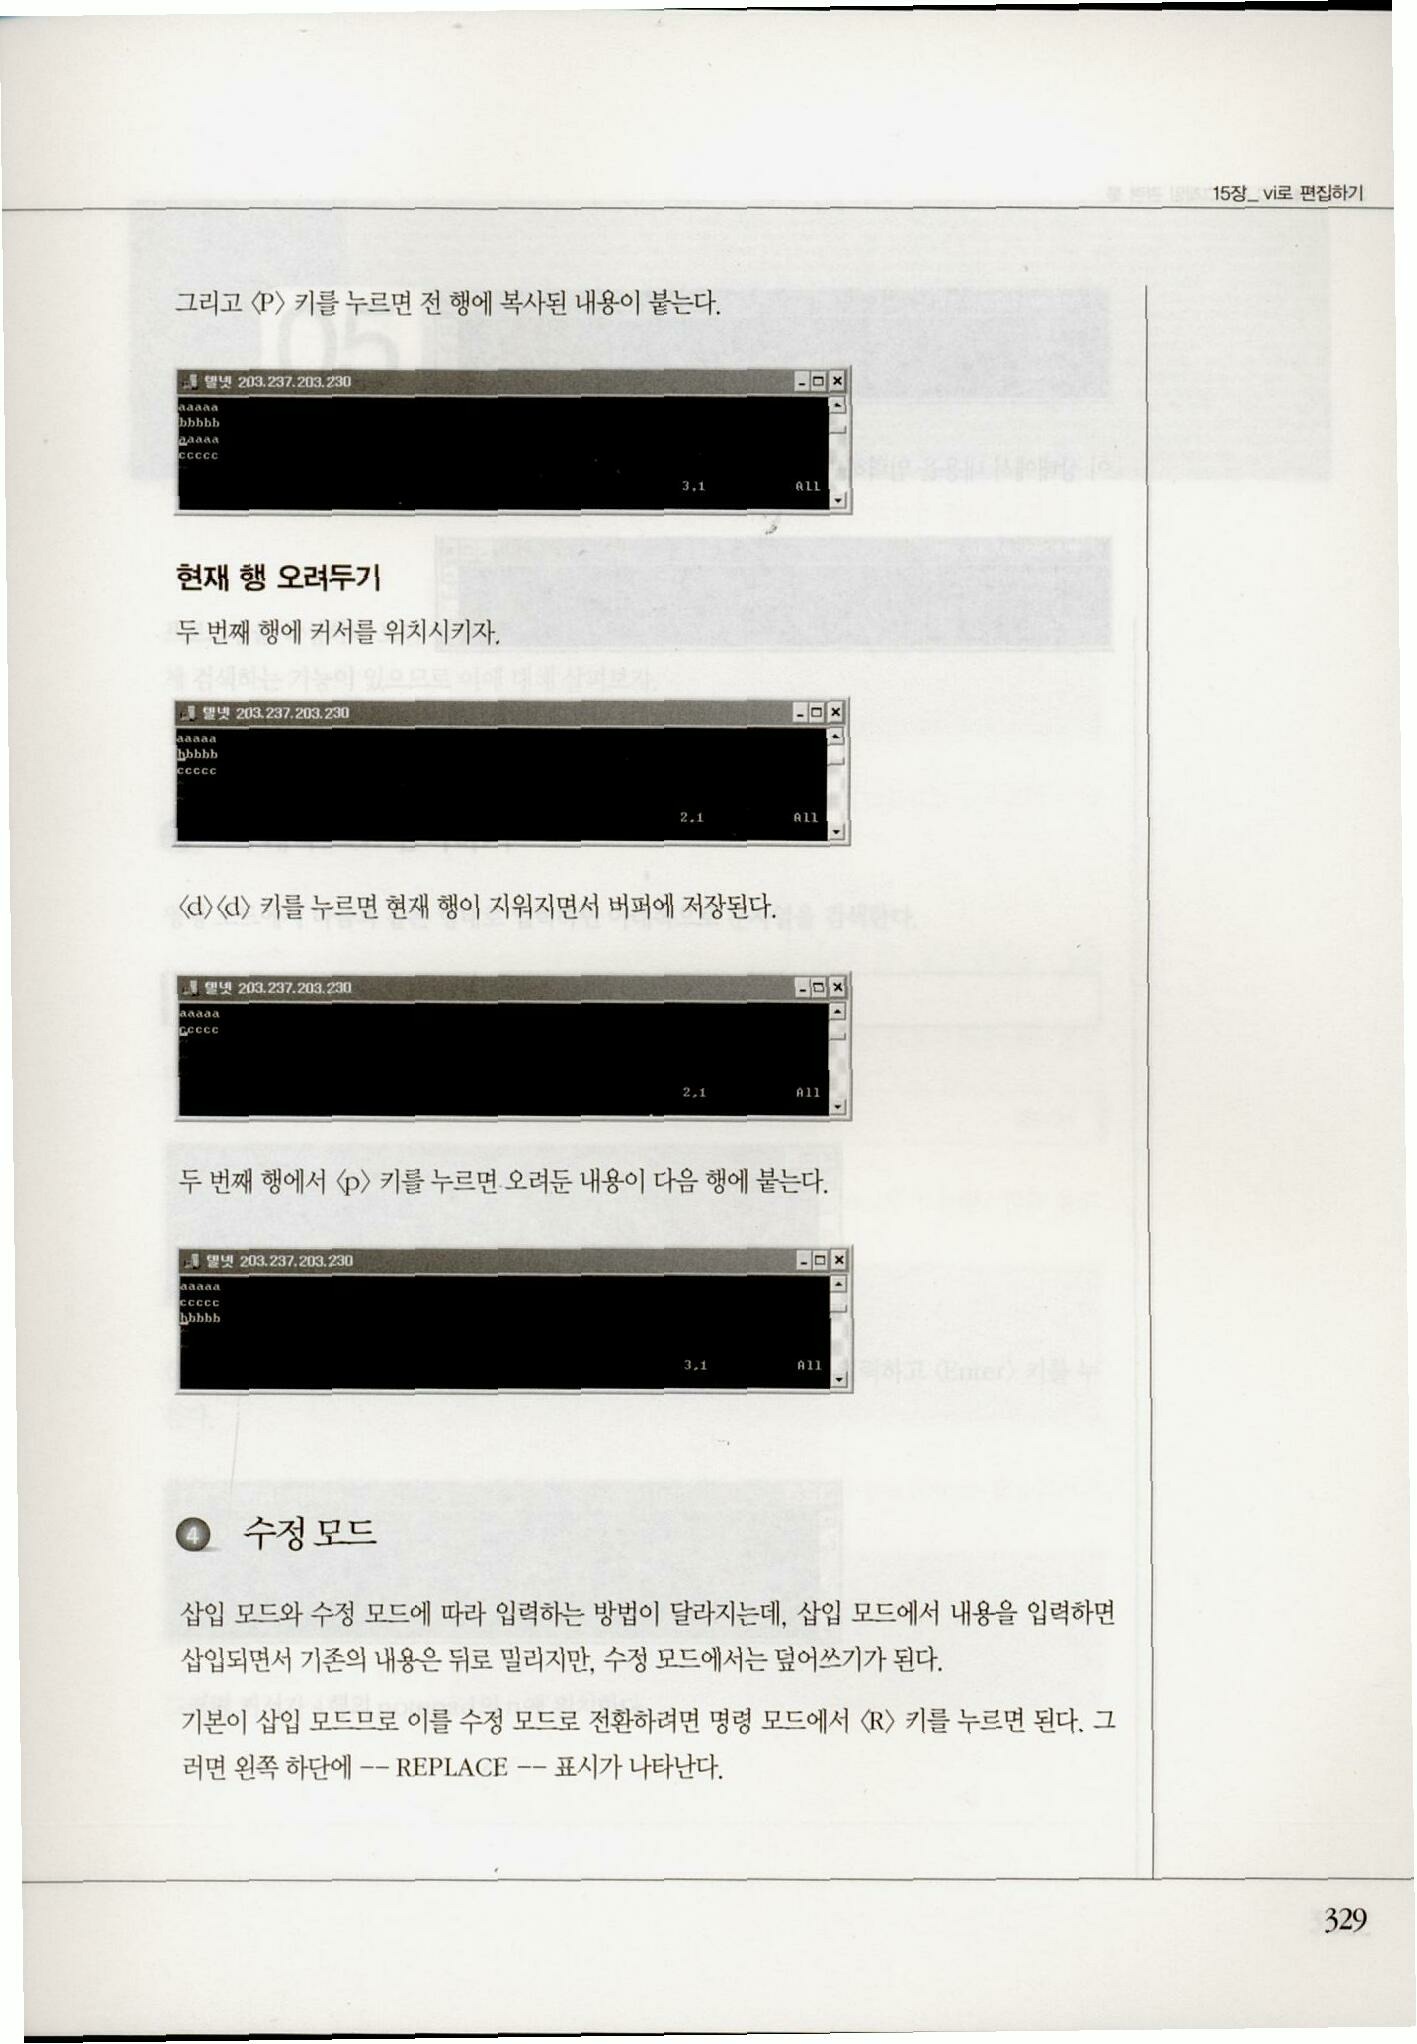 15장_ vi로 편집하기
그리고 〈P〉 키를 누르면 전 행에 복사된 내용이 붙는다.
텔넷 203.237.203.230
aaaaa
bbbbb
aaaaa
ccccc
3,1 All
현재 행 오려두기
두 번째 행에 커서를 위치시키자.
텔넷 203.237.203.230
aaaaa
bbbbb
ccccc
2,1 All
〈d〉〈d〉 키를 누르면 현재 행이 지워지면서 버퍼에 저장된다.
텔넷 203.237.203.230
aaaaa
ccccc
2,1 All
두 번째 행에서 〈p〉 키를 누르면 오려둔 내용이 다음 행에 붙는다.
텔넷 203.237.203.230
aaaaa
ccccc
bbbbb
3,1 All
4 수정 모드
삽입 모드와 수정 모드에 따라 입력하는 방법이 달라지는데, 삽입 모드에서 내용을 입력하면
삽입되면서 기존의 내용은 뒤로 밀리지만, 수정 모드에서는 덮어쓰기가 된다.
기본이 삽입 모드므로 이를 수정 모드로 전환하려면 명령 모드에서 〈R〉 키를 누르면 된다. 그
러면 왼쪽 하단에 -- REPLACE -- 표시가 나타난다.
329